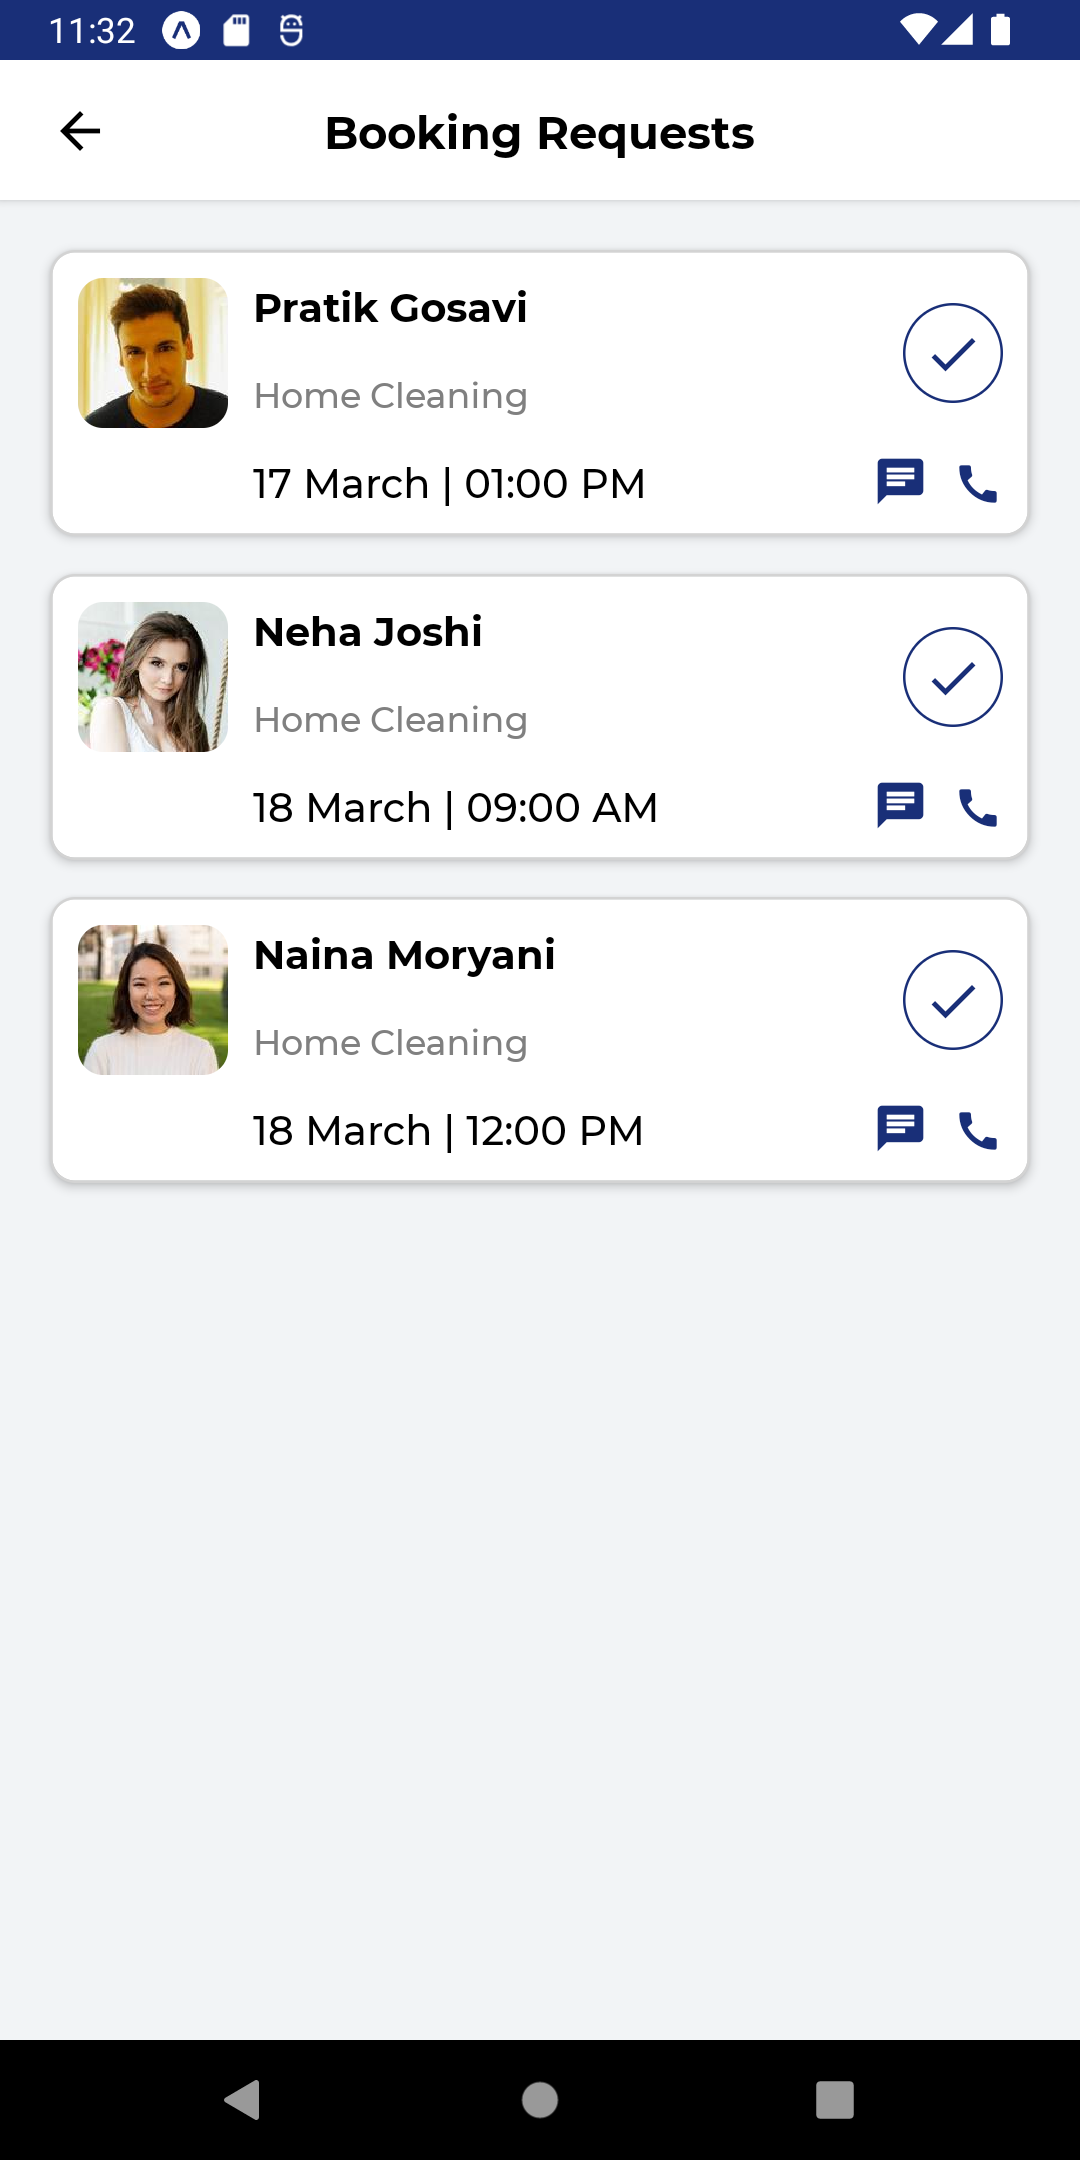 11:32
Booking Requests
Pratik Gosavi
Home Cleaning
17 March | 01:00 PM
Neha Joshi
Home Cleaning
18 March | 09:00 AM
Naina Moryani
Home Cleaning
18 March | 12:00 PM